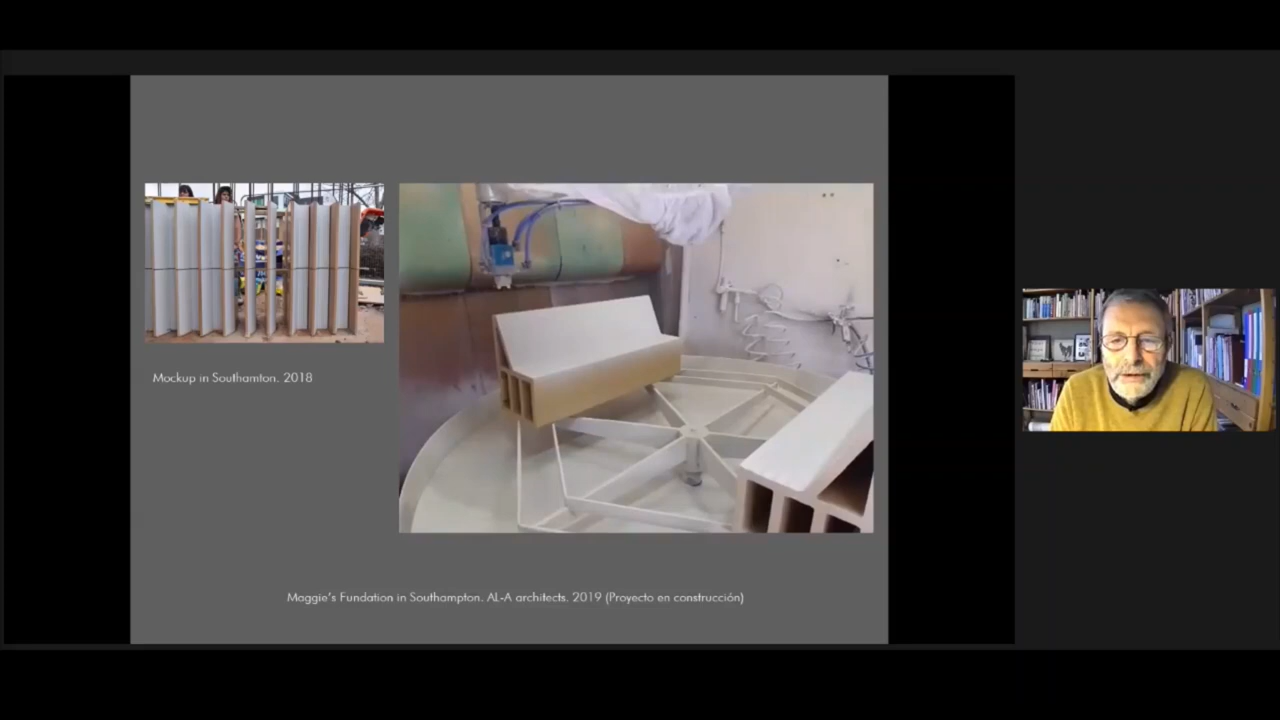 Mockup in Southamton. 2018
Maggie's Fundation in Southampton. AL-A architects. 2019 (Proyecto en construcción)